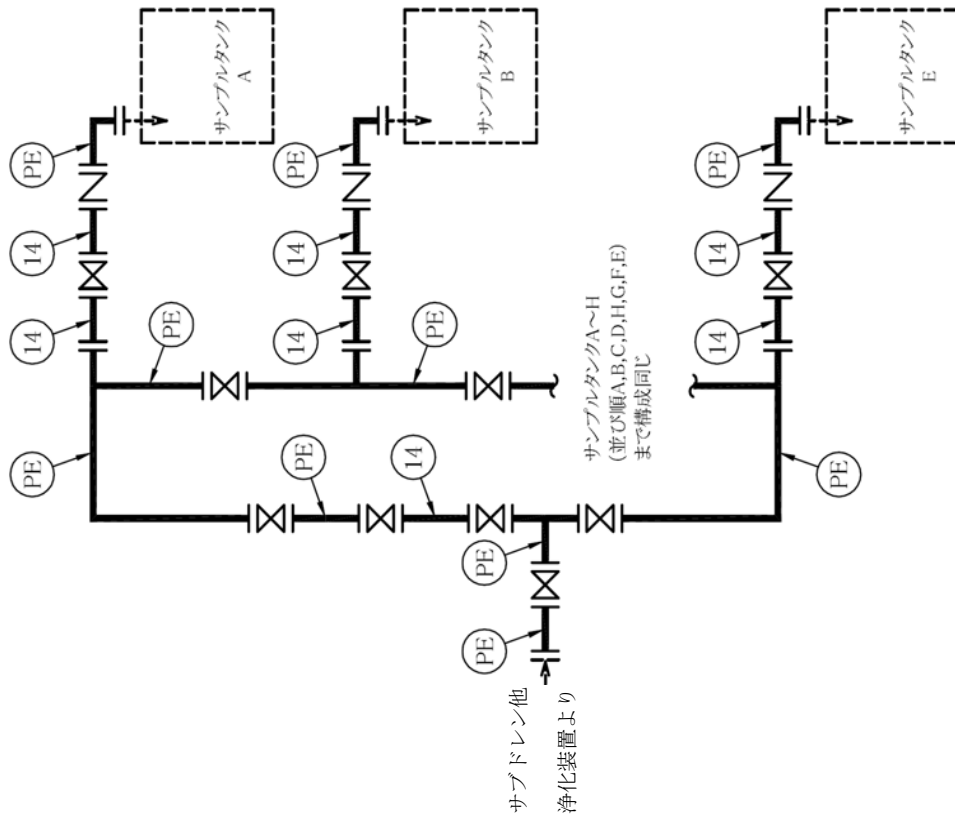 PE
14
14
サンプルタンク
A
PE
PE
14
14
サンプルタンク
B
PE
PE
PE
14
PE
PE
サンプルタンクA～H
(並び順A,B,C,D,H,G,F,E)
まで構成同じ
PE
14
14
サンプルタンク
E
PE
サブドレン他
浄化装置より